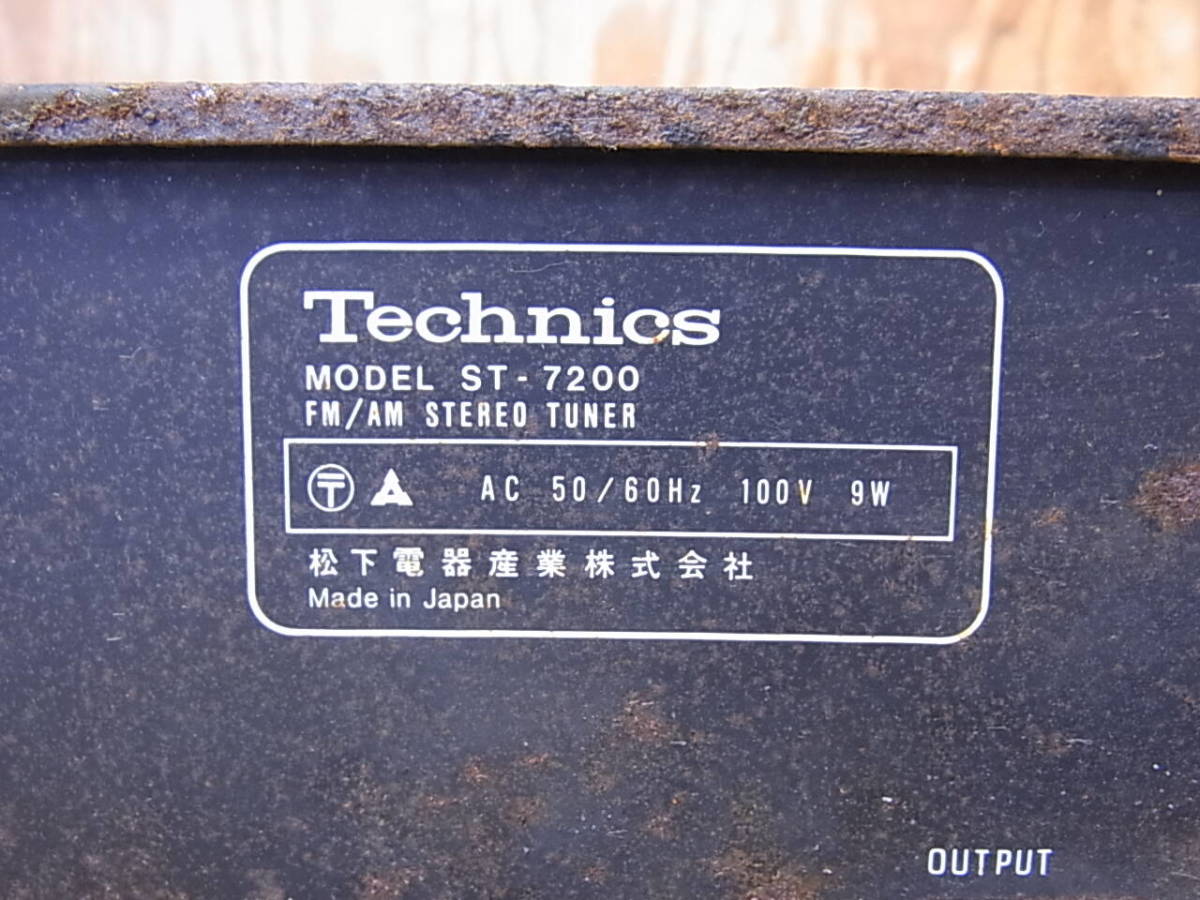 Technics
MODEL ST-7200
FM/AM STEREO TUNER
〒 AC 50/60Hz 100V 9W
松下電器産業株式会社
Made in Japan
OUTPUT